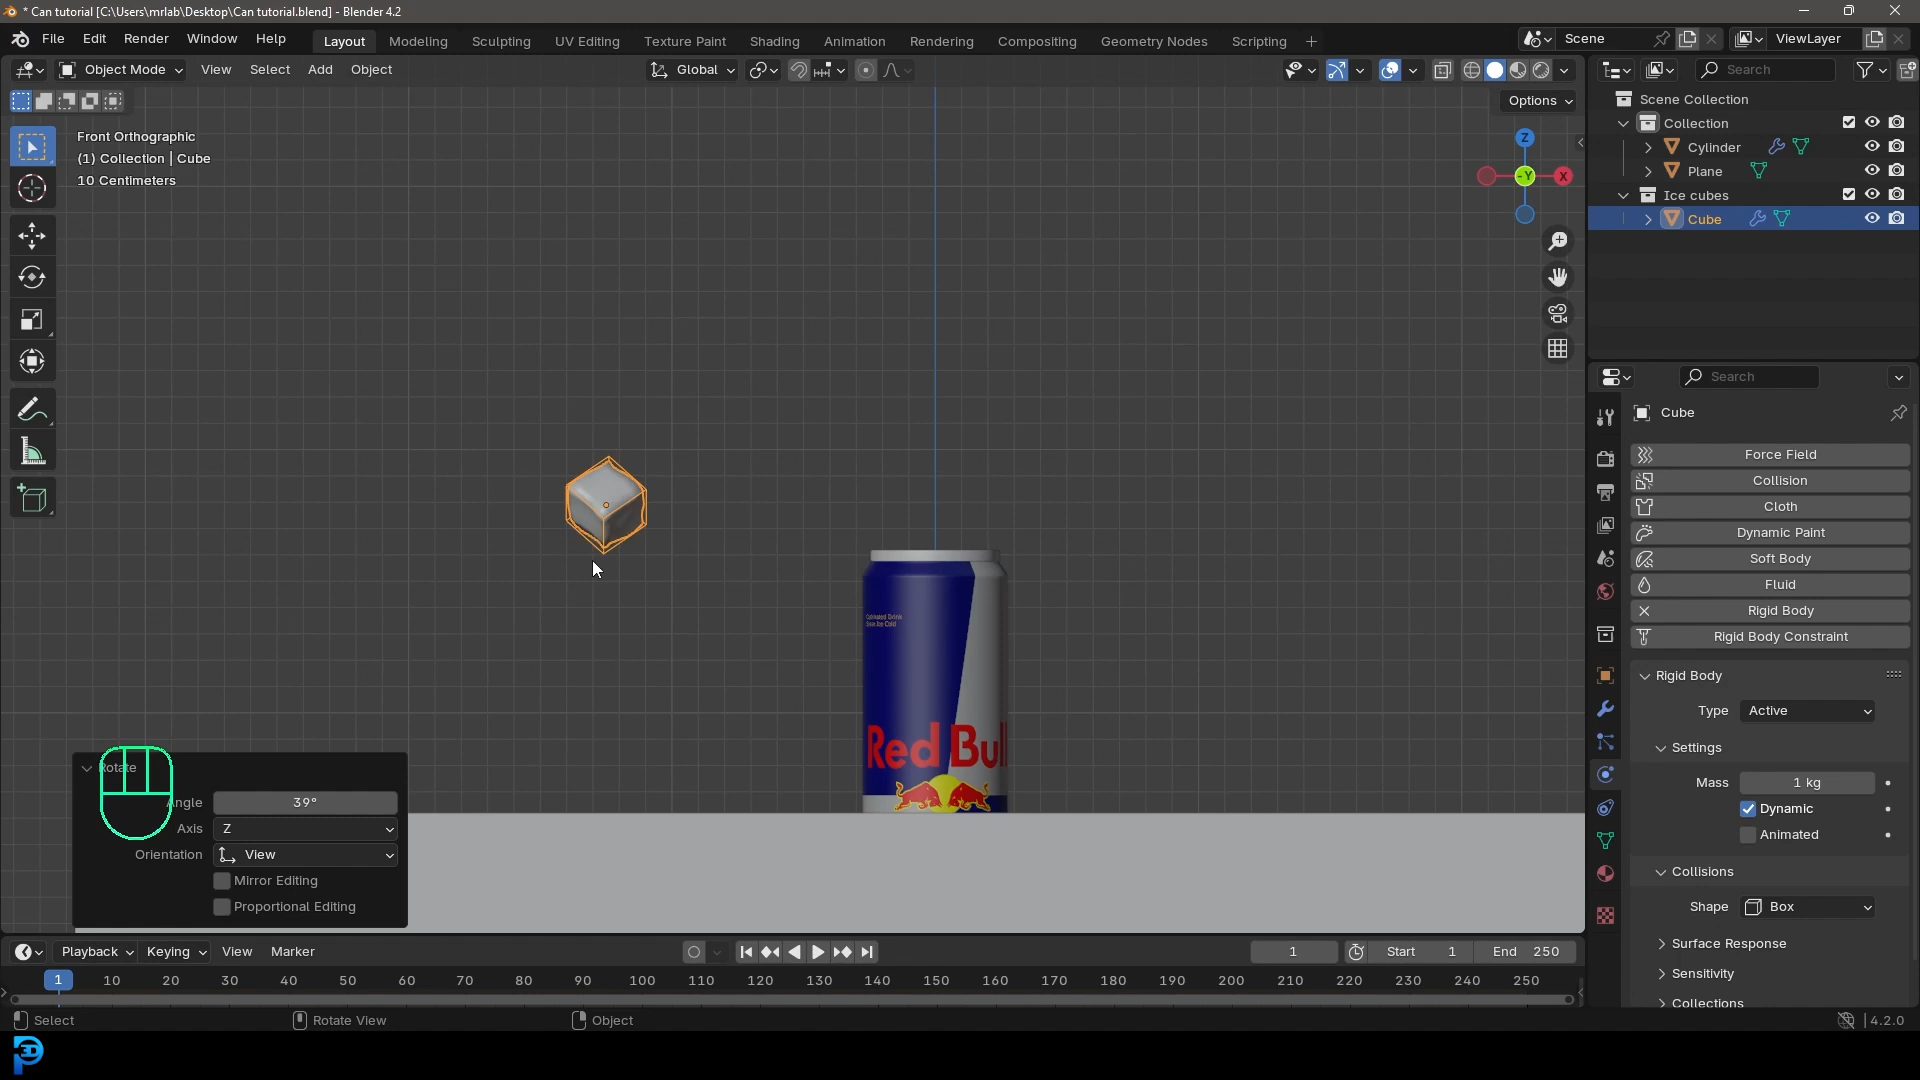 * Can tutorial [C:\Users\mrlab\Desktop\Can tutorial.blend] - Blender 4.2
File Edit Render Window Help Layout Modeling Sculpting UV Editing Texture Paint Shading Animation Rendering Compositing Geometry Nodes Scripting + Scene ViewLayer
Object Mode View Select Add Object Global Search
Options
Front Orthographic
(1) Collection | Cube
10 Centimeters
Z
-Y
X
Scene Collection
Collection
Cylinder
Plane
Ice cubes
Cube
Search
Cube
Force Field
Collision
Cloth
Dynamic Paint
Soft Body
Fluid
Rigid Body
Rigid Body Constraint
Rigid Body
Type Active
Settings
Mass 1 kg
Dynamic
Animated
Collisions
Shape Box
Surface Response
Sensitivity
Collections
Red Bull
Rotate
Angle 39°
Axis Z
Orientation View
Mirror Editing
Proportional Editing
Playback Keying View Marker 1 Start 1 End 250
1 10 20 30 40 50 60 70 80 90 100 110 120 130 140 150 160 170 180 190 200 210 220 230 240 250
Select Rotate View Object 4.2.0